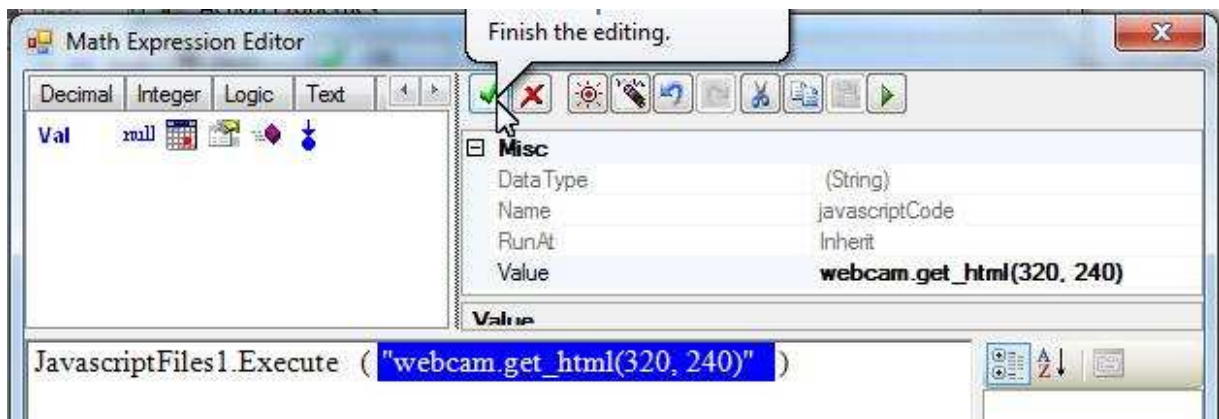 Math Expression Editor
Finish the editing.
Decimal Integer Logic Text
Val null
Misc
DataType (String)
Name javascriptCode
RunAt Inherit
Value webcam.get_html(320, 240)
Value
JavascriptFiles1.Execute ( "webcam.get_html(320, 240)" )